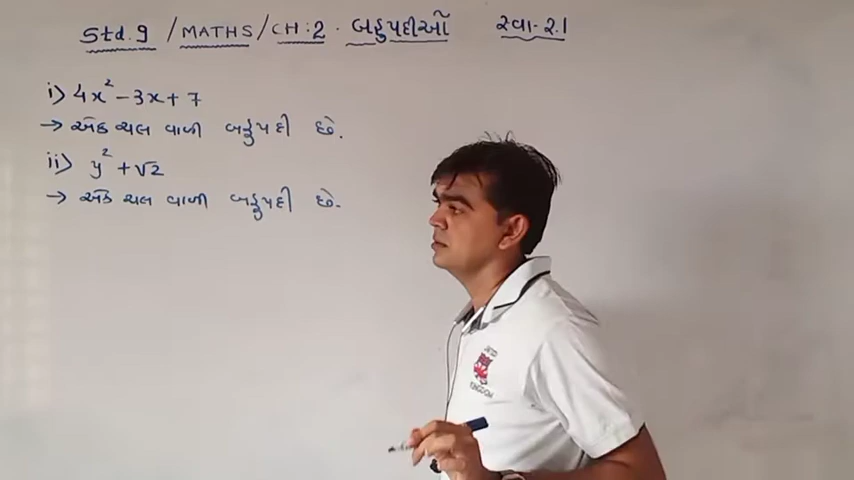 Std.9 / MATHS / CH:2. બહુપદીઓ સ્વા-2.1
i) 4x² - 3x + 7
→ એક ચલ વાળી બહુપદી છે.
ii) y² + √2
→ એક ચલ વાળી બહુપદી છે.
KINGDOM